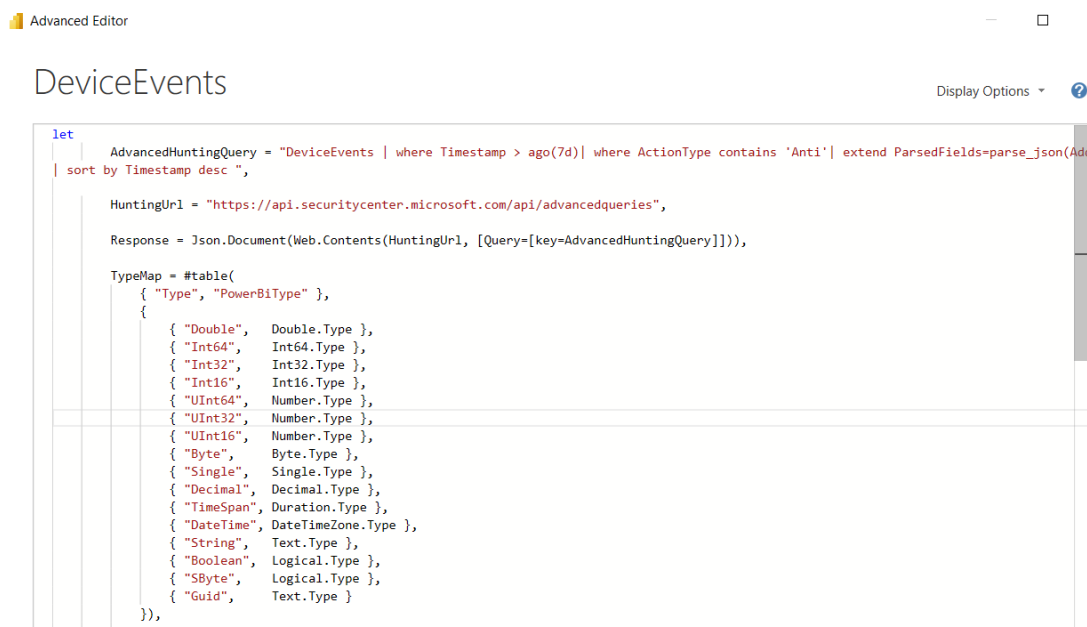 Advanced Editor
DeviceEvents
Display Options
?
let
AdvancedHuntingQuery = "DeviceEvents | where Timestamp > ago(7d)| where ActionType contains 'Anti'| extend ParsedFields=parse_json(Add
| sort by Timestamp desc ",
HuntingUrl = "https://api.securitycenter.microsoft.com/api/advancedqueries",
Response = Json.Document(Web.Contents(HuntingUrl, [Query=[key=AdvancedHuntingQuery]])),
TypeMap = #table(
{ "Type", "PowerBiType" },
{
{ "Double", Double.Type },
{ "Int64", Int64.Type },
{ "Int32", Int32.Type },
{ "Int16", Int16.Type },
{ "UInt64", Number.Type },
{ "UInt32", Number.Type },
{ "UInt16", Number.Type },
{ "Byte", Byte.Type },
{ "Single", Single.Type },
{ "Decimal", Decimal.Type },
{ "TimeSpan", Duration.Type },
{ "DateTime", DateTimeZone.Type },
{ "String", Text.Type },
{ "Boolean", Logical.Type },
{ "SByte", Logical.Type },
{ "Guid", Text.Type }
}),